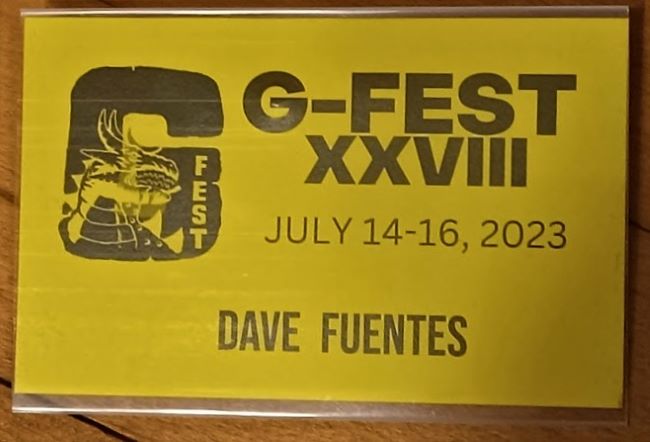 G FEST
G-FEST
XXVIII
JULY 14-16, 2023
DAVE FUENTES